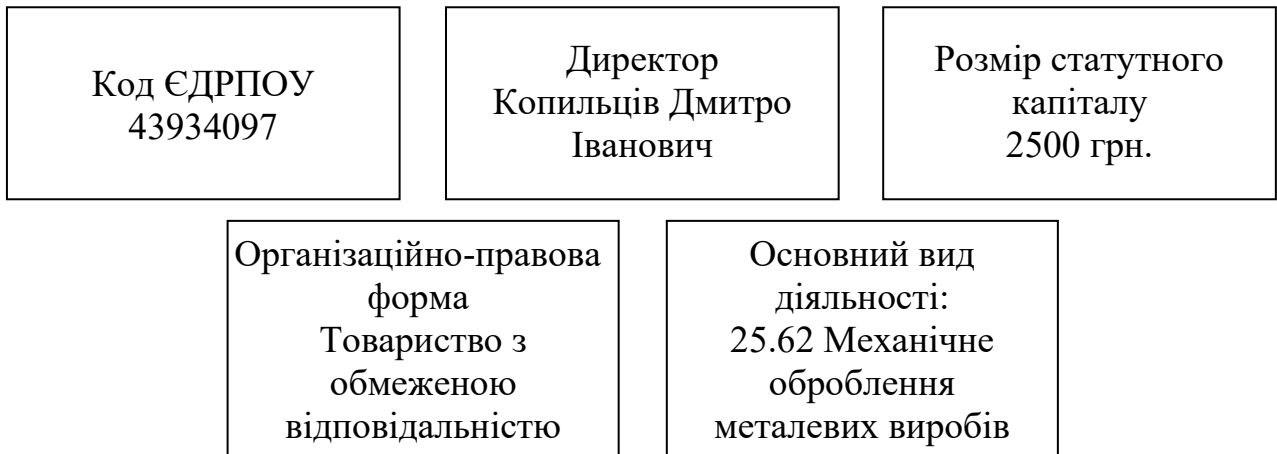 Код ЄДРПОУ
43934097
Директор
Копильців Дмитро
Іванович
Розмір статутного
капіталу
2500 грн.
Організаційно-правова
форма
Товариство з
обмеженою
відповідальністю
Основний вид
діяльності:
25.62 Механічне
оброблення
металевих виробів